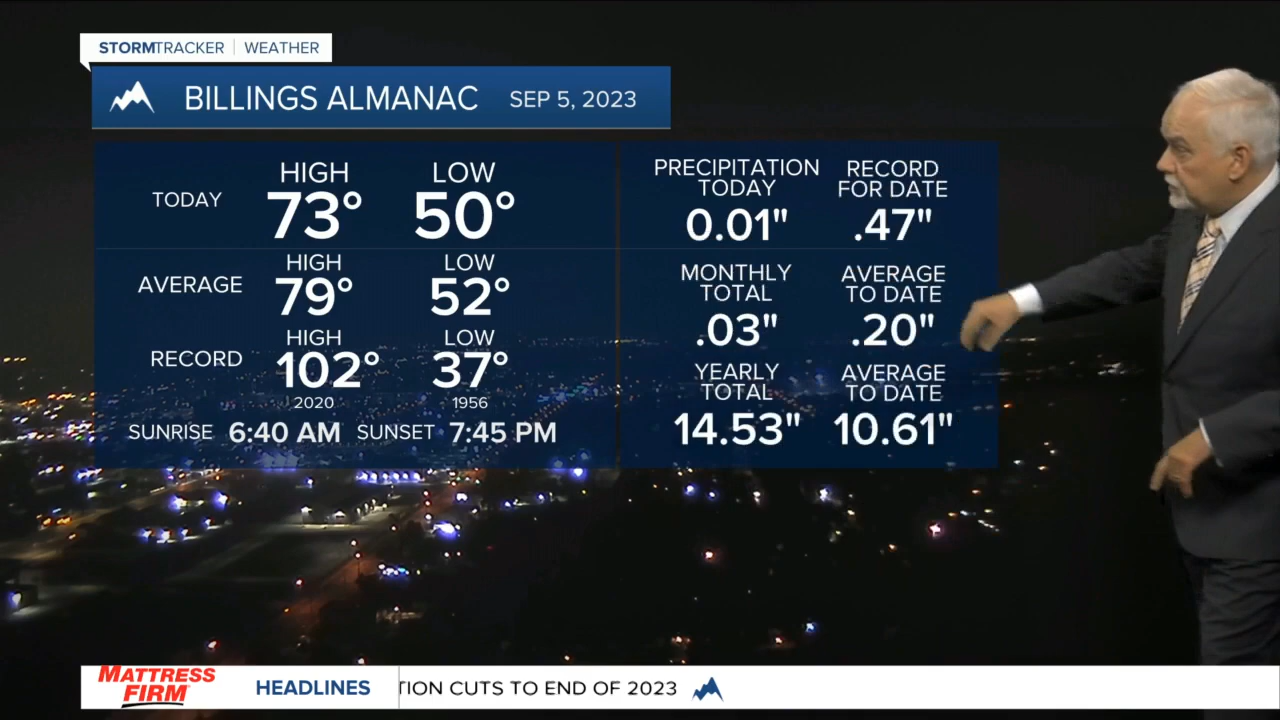 STORMTRACKER | WEATHER
BILLINGS ALMANAC SEP 5, 2023
HIGH LOW
TODAY 73° 50°
HIGH LOW
AVERAGE 79° 52°
HIGH LOW
RECORD 102° 37°
2020 1956
SUNRISE 6:40 AM SUNSET 7:45 PM
PRECIPITATION TODAY
0.01"
RECORD FOR DATE
.47"
MONTHLY TOTAL
.03"
AVERAGE TO DATE
.20"
YEARLY TOTAL
14.53"
AVERAGE TO DATE
10.61"
MATTRESS
FIRM
HEADLINES
TION CUTS TO END OF 2023